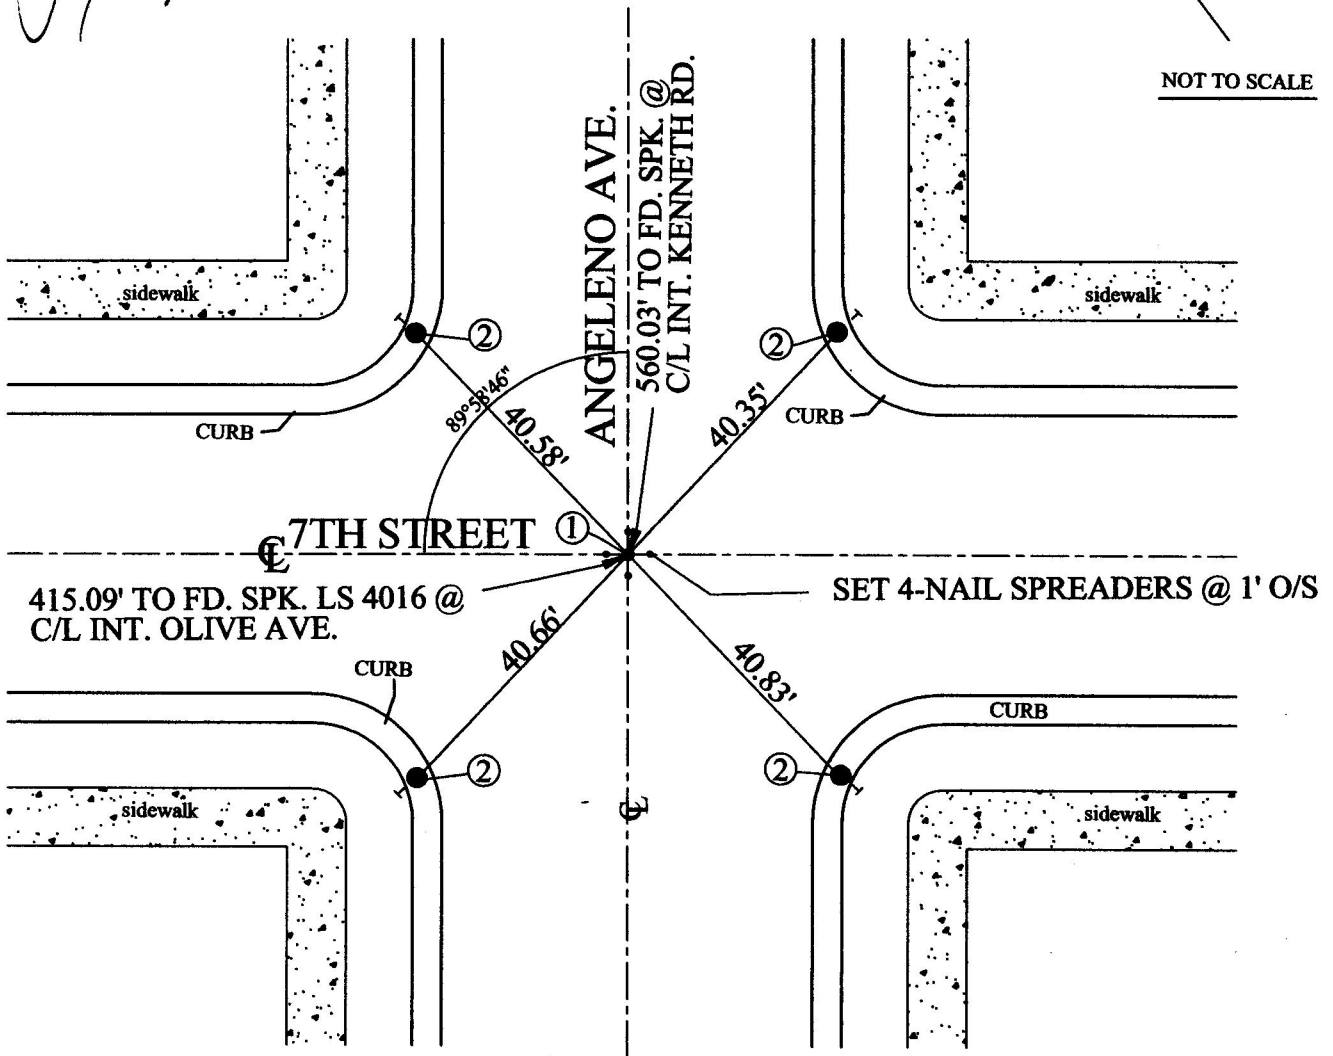 NOT TO SCALE
ANGELENO AVE.
560.03' TO FD. SPK. @
C/L INT. KENNETH RD.
sidewalk
sidewalk
2
2
89°58'46"
40.58'
40.35'
CURB
CURB
℄ 7TH STREET
1
415.09' TO FD. SPK. LS 4016 @
C/L INT. OLIVE AVE.
SET 4-NAIL SPREADERS @ 1' O/S
40.66'
40.83'
CURB
CURB
2
2
sidewalk
℄
sidewalk